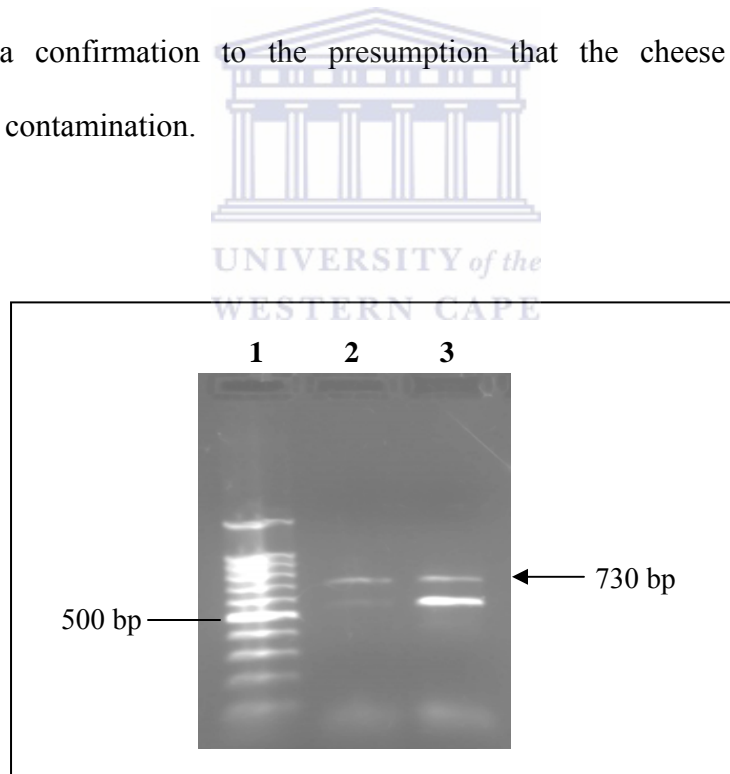 a confirmation to the presumption that the cheese
contamination.
UNIVERSITY of the
WESTERN CAPE
1 2 3
730 bp
500 bp